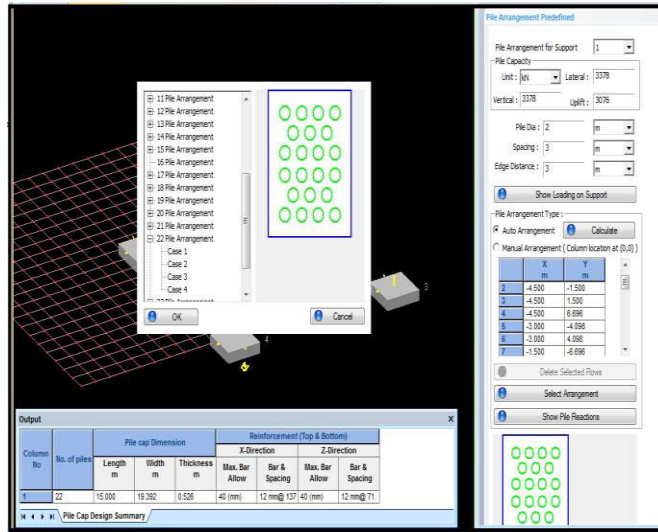 Pile Arrangement Predefined
Pile Arrangement for Support 1
Pile Capacity
Unit : kN Lateral : 3378
Vertical : 3378 Uplift : 3076
Pile Dia : 2 m
Spacing : 3 m
Edge Distance : 3 m
Show Loading on Support
Pile Arrangement Type :
Auto Arrangement Calculate
Manual Arrangement ( Column location at (0,0) )
X Y
m m
2 -4.500 -1.500
3 -4.500 1.500
4 -4.500 6.696
5 -3.000 -4.098
6 -3.000 4.098
7 -1.500 -6.696
Delete Selected Rows
Select Arrangement
Show Pile Reactions
11 Pile Arrangement
12 Pile Arrangement
13 Pile Arrangement
14 Pile Arrangement
15 Pile Arrangement
16 Pile Arrangement
17 Pile Arrangement
18 Pile Arrangement
19 Pile Arrangement
20 Pile Arrangement
21 Pile Arrangement
22 Pile Arrangement
Case 1
Case 2
Case 3
Case 4
OK Cancel
3
4
Output X
Column No No. of piles Pile cap Dimension Reinforcement (Top & Bottom)
X-Direction Z-Direction
Length m Width m Thickness m Max. Bar Allow Bar & Spacing Max. Bar Allow Bar & Spacing
1 22 15.000 19.392 0.526 40 (mm) 12 mm@ 137 40 (mm) 12 mm@ 71
Pile Cap Design Summary